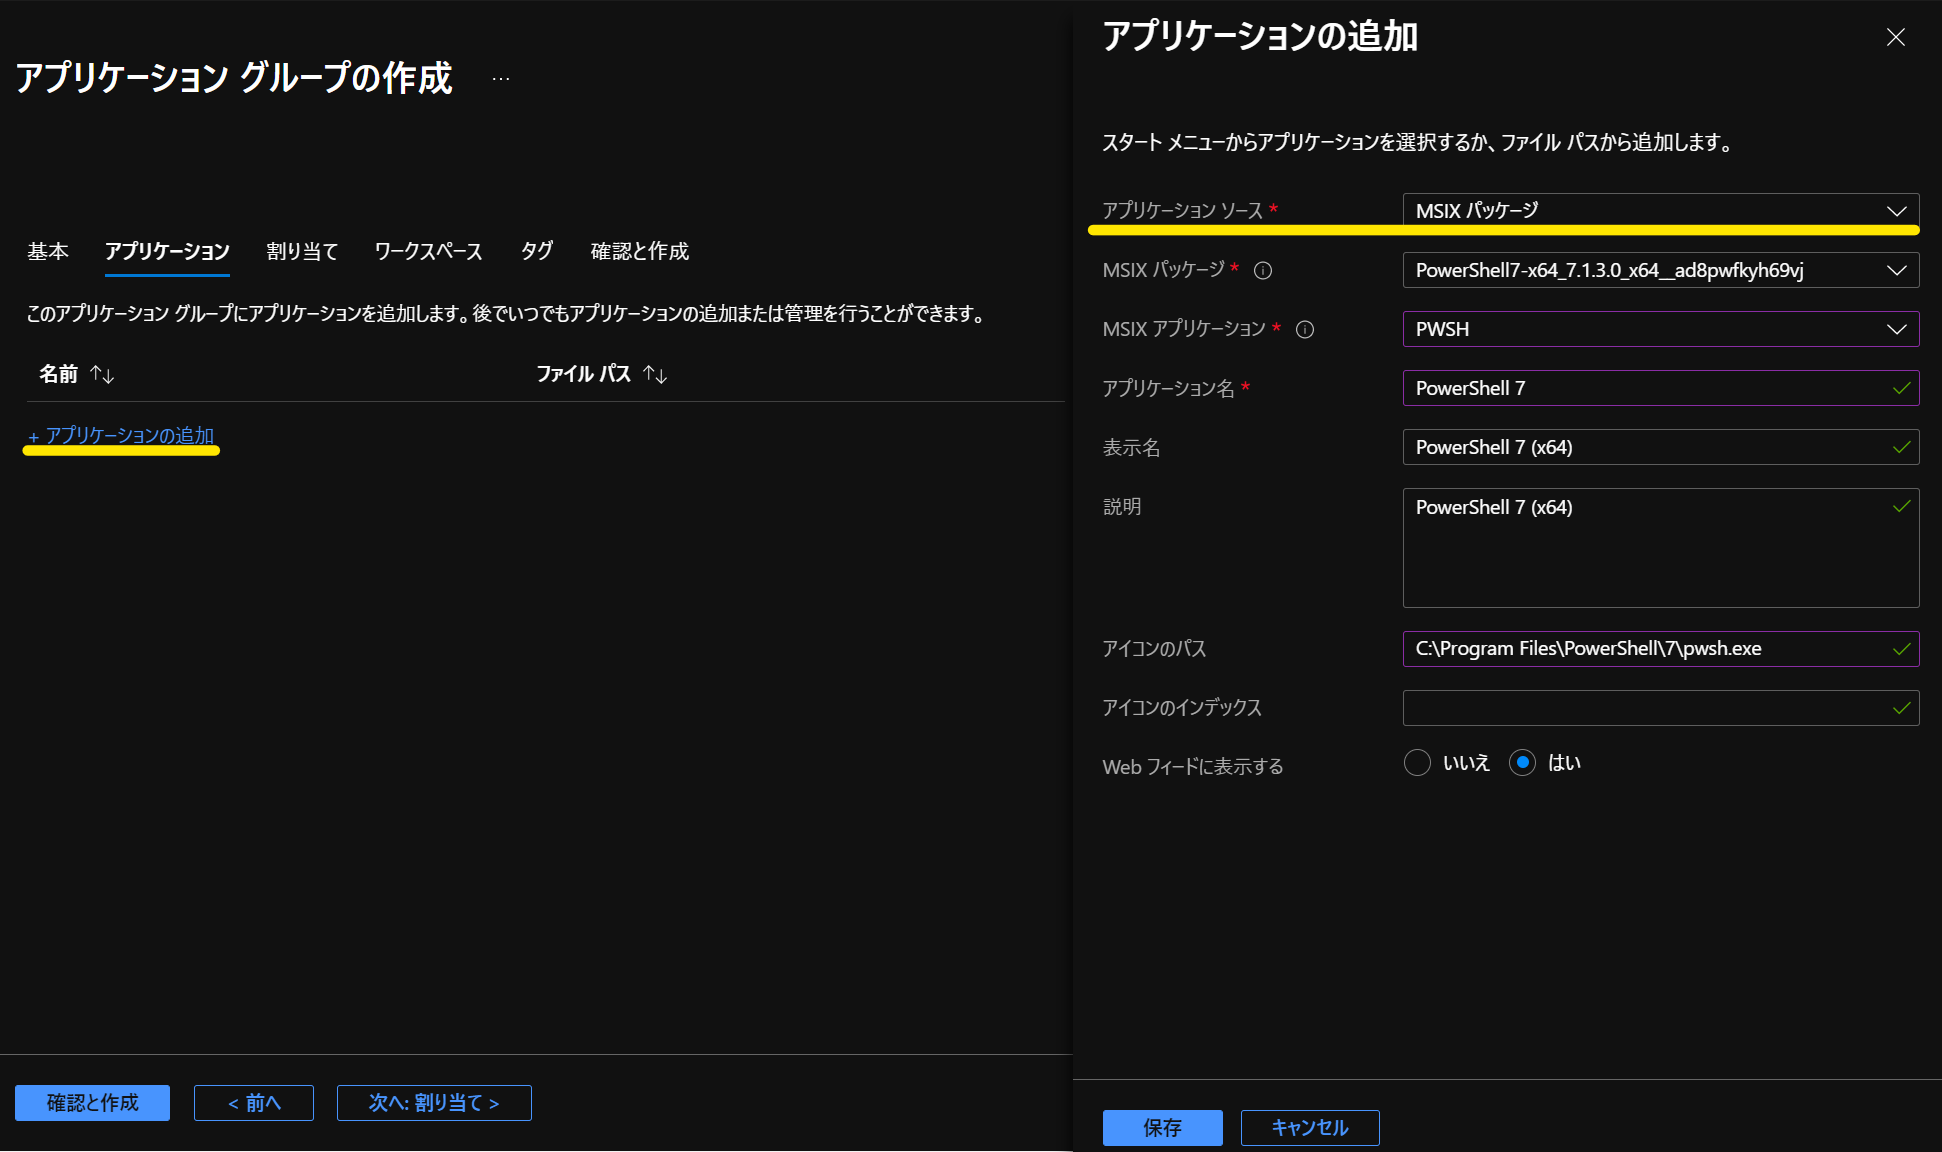 アプリケーション グループの作成 …
基本 アプリケーション 割り当て ワークスペース タグ 確認と作成
このアプリケーション グループにアプリケーションを追加します。後でいつでもアプリケーションの追加または管理を行うことができます。
名前 ↑↓ ファイル パス ↑↓
+ アプリケーションの追加
確認と作成 < 前へ 次へ: 割り当て >
アプリケーションの追加
スタート メニューからアプリケーションを選択するか、ファイル パスから追加します。
アプリケーション ソース * MSIX パッケージ
MSIX パッケージ * PowerShell7-x64_7.1.3.0_x64__ad8pwfkyh69vj
MSIX アプリケーション * PWSH
アプリケーション名 * PowerShell 7
表示名 PowerShell 7 (x64)
説明 PowerShell 7 (x64)
アイコンのパス C:\Program Files\PowerShell\7\pwsh.exe
アイコンのインデックス
Web フィードに表示する いいえ はい
保存 キャンセル